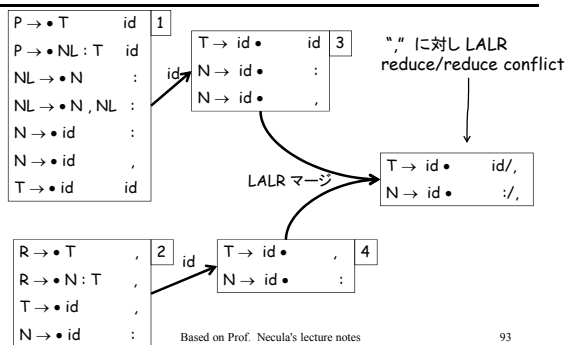 P → • T id 1
P → • NL : T id
NL → • N :
NL → • N , NL :
N → • id :
N → • id ,
T → • id id
id
T → id • id 3
N → id • :
N → id • ,
“,” に対し LALR
reduce/reduce conflict
LALR マージ
T → id • id/,
N → id • :/,
R → • T , 2
R → • N : T ,
T → • id ,
N → • id :
id
T → id • , 4
N → id • :
Based on Prof. Necula's lecture notes
93